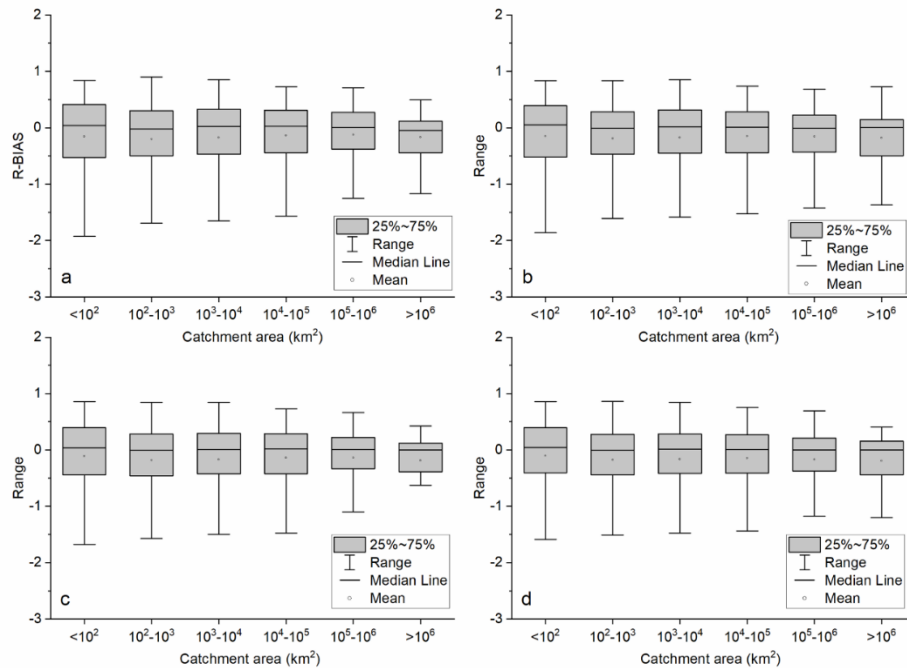 2
1
0
-1
-2
-3
R-BIAS
25%~75%
Range
Median Line
Mean
a
<10² 10²-10³ 10³-10⁴ 10⁴-10⁵ 10⁵-10⁶ >10⁶
Catchment area (km²)
2
1
0
-1
-2
-3
Range
25%~75%
Range
Median Line
Mean
b
<10² 10²-10³ 10³-10⁴ 10⁴-10⁵ 10⁵-10⁶ >10⁶
Catchment area (km²)
2
1
0
-1
-2
-3
Range
25%~75%
Range
Median Line
Mean
c
<10² 10²-10³ 10³-10⁴ 10⁴-10⁵ 10⁵-10⁶ >10⁶
Catchment area (km²)
2
1
0
-1
-2
-3
Range
25%~75%
Range
Median Line
Mean
d
<10² 10²-10³ 10³-10⁴ 10⁴-10⁵ 10⁵-10⁶ >10⁶
Catchment area (km²)